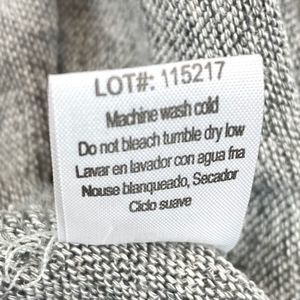 LOT#: 115217
Machine wash cold
Do not bleach tumble dry low
Lavar en lavador con agua fria
Nouse blanqueado, Secador
Ciclo suave